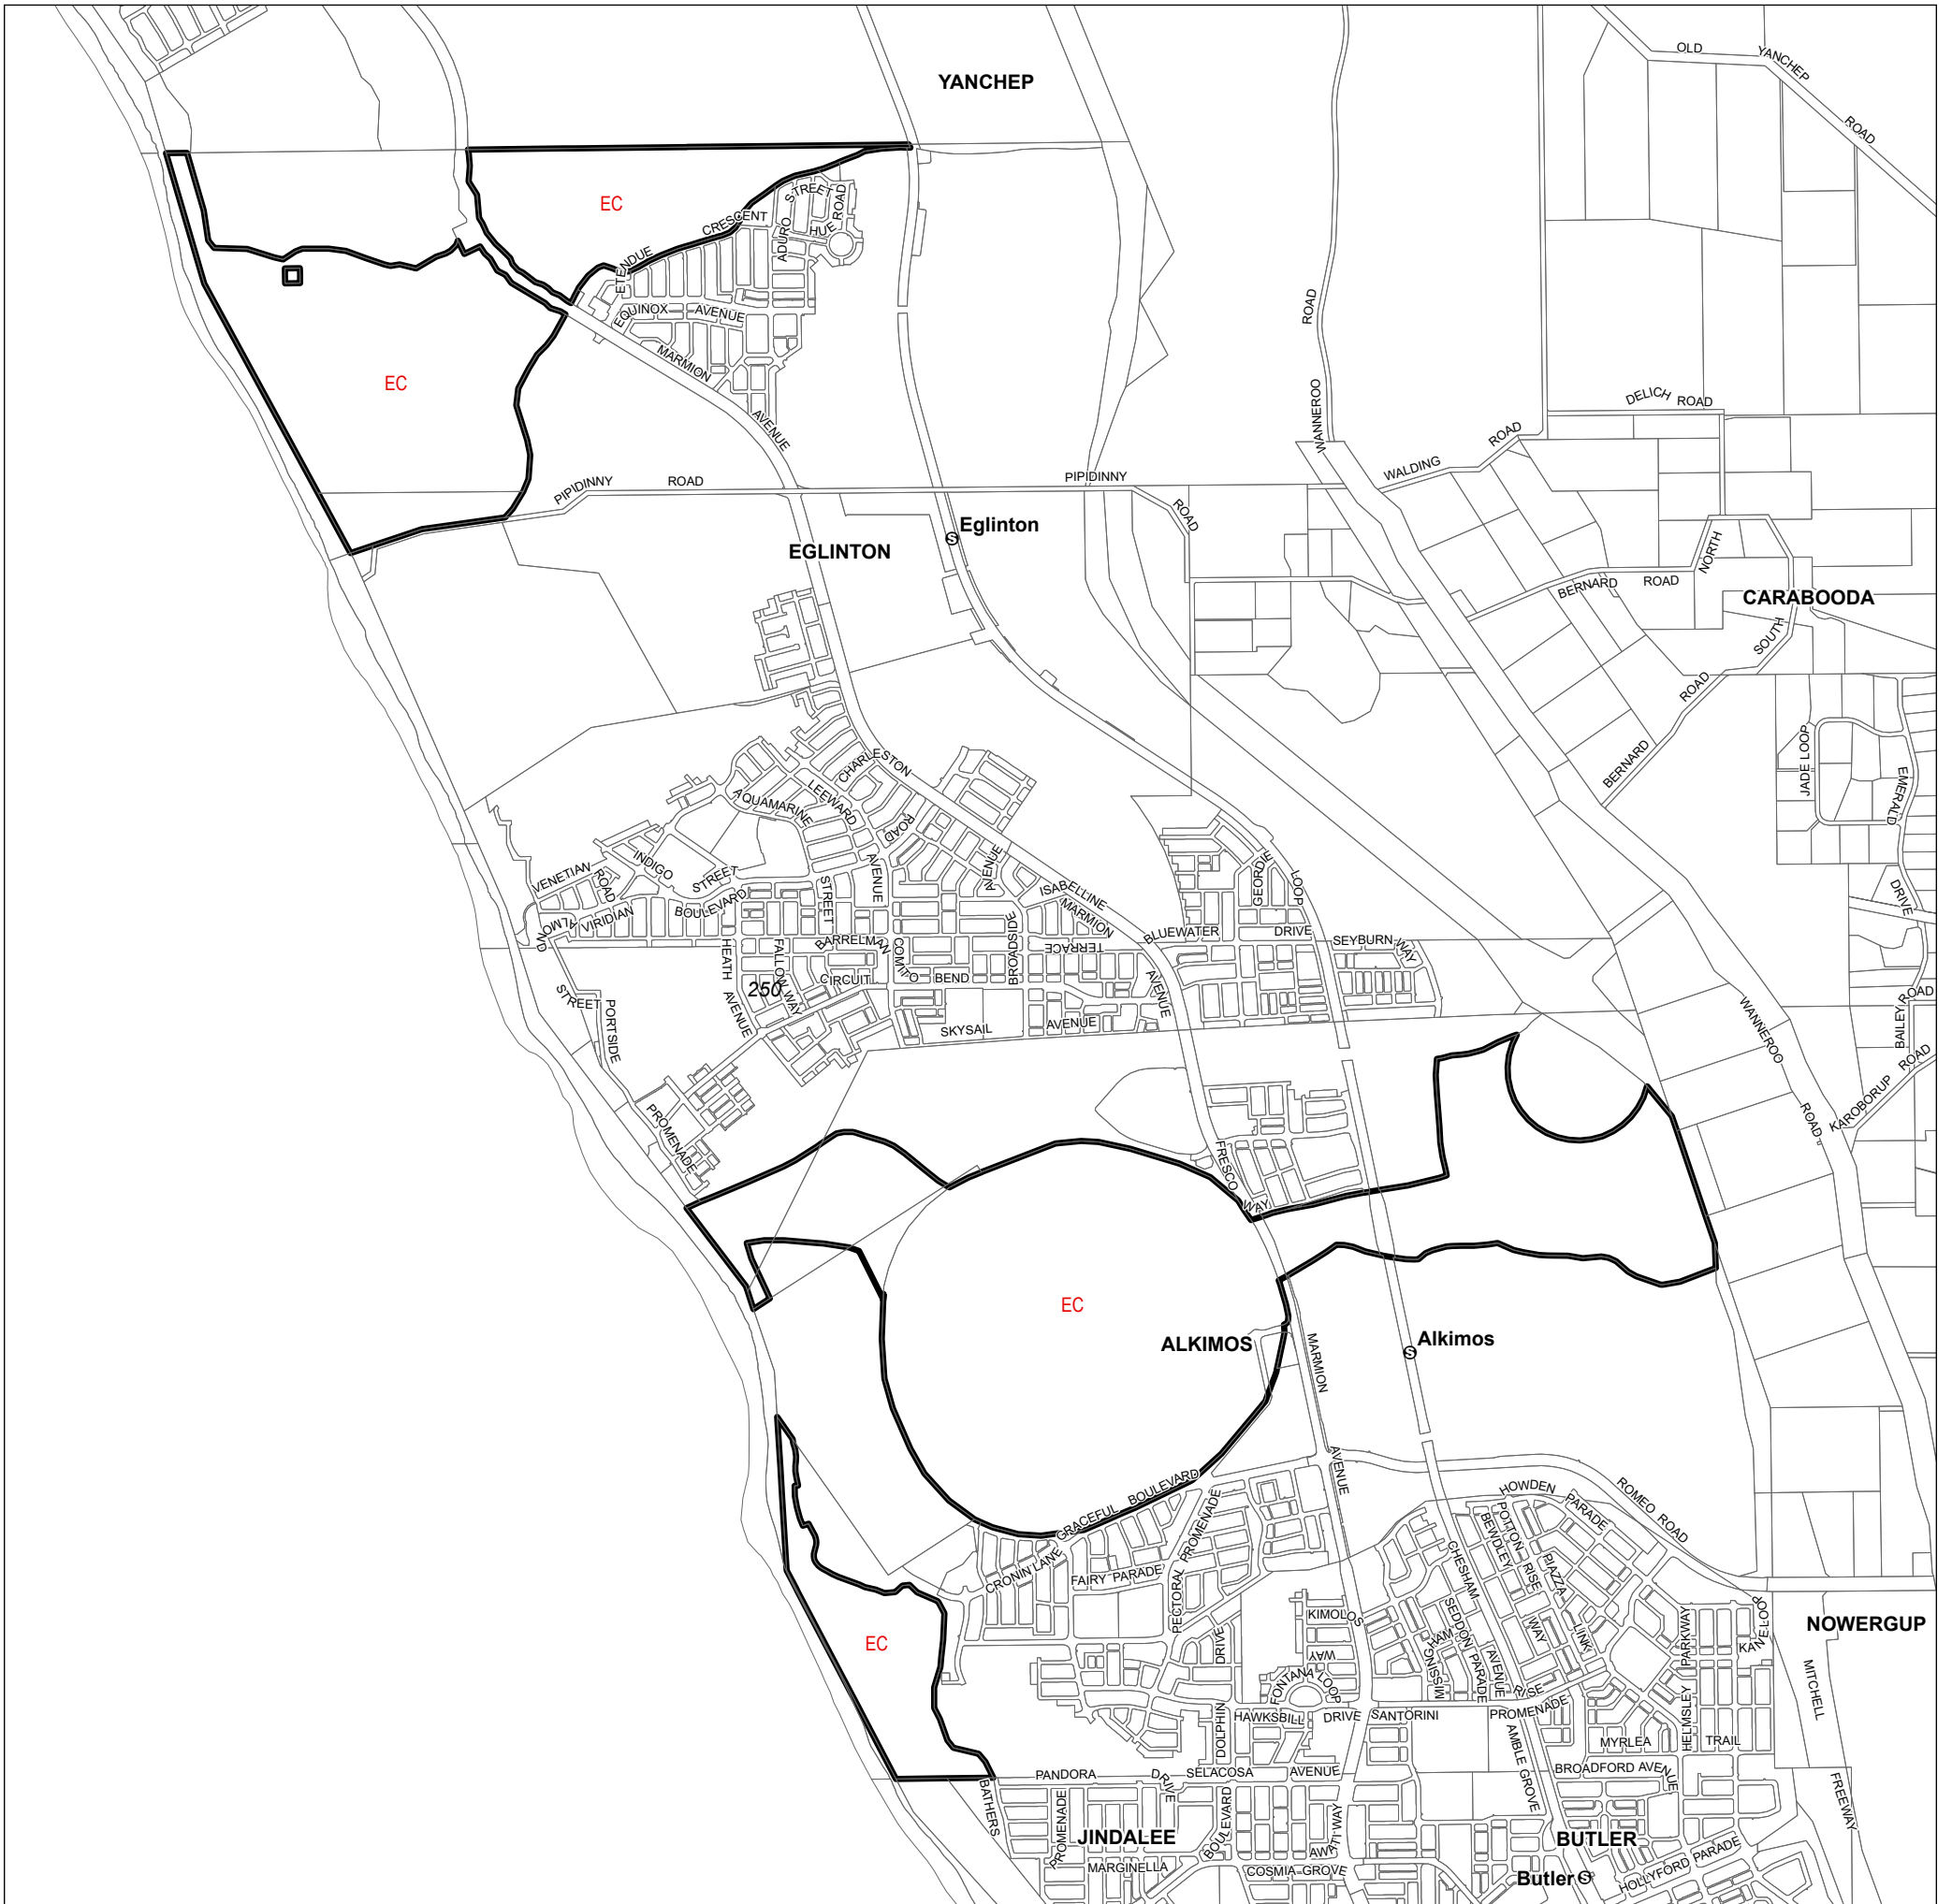 OLD
YANCHEP
ROAD
YANCHEP
EC
STREET
ROAD
CRESCENT
ADURO
HUE
ETENDUE
EQUINOX
AVENUE
MARMION
AVENUE
EC
ROAD
WANNEROO
DELICH ROAD
ROAD
WALDING
PIPIDINNY
ROAD
PIPIDINNY
ROAD
Eglinton
S
EGLINTON
NORTH
BERNARD
ROAD
CARABOODA
SOUTH
ROAD
BERNARD
JADE LOOP
EMERALD
DRIVE
CHARLESTON
LEEWARD
AQUAMARINE
ROAD
AVENUE
AVENUE
INDIGO
STREET
VENETIAN
ROAD
ALMOND
VIRIDIAN
BOULEVARD
STREET
ISABELLINE
MARMION
GEORDIE
LOOP
BLUEWATER
DRIVE
SEYBURN WAY
HEATH
AVENUE
FALLOW WAY
BARRELMAN
CIRCUIT
COMITO
BEND
BROADSIDE
TERRACE
AVENUE
250
STREET
PORTSIDE
SKYSAIL
AVENUE
BAILEY ROAD
WANNEROO
ROAD
KAROBORUP
ROAD
PROMENADE
FRESCO
WAY
EC
ALKIMOS
Alkimos
S
MARMION
AVENUE
GRACEFUL
BOULEVARD
CRONIN LANE
FAIRY PARADE
PECTORAL
PROMENADE
HOWDEN
PARADE
ROMEO ROAD
POTTON
RISE
BEWDLEY
PIAZZA
LINK
CHESHAM
AVENUE
WAY
SEDDON PARADE
MISSINGHAM
RISE
KIMOLOS
WAY
FONTANA LOOP
DRIVE
DOLPHIN
HAWKSBILL
DRIVE
SANTORINI
PROMENADE
PARKWAY
HELMSLEY
KANE
LOOP
NOWERGUP
MITCHELL
FREEWAY
EC
MYRLEA
TRAIL
AMBLE GROVE
BROADFORD AVENUE
PANDORA
DRIVE
SELACOSA
AVENUE
BATHERS
PROMENADE
BOULEVARD
AWATI WAY
JINDALEE
MARGINELLA
COSMIA GROVE
BUTLER
Butler
S
HOLLYFORD PARADE